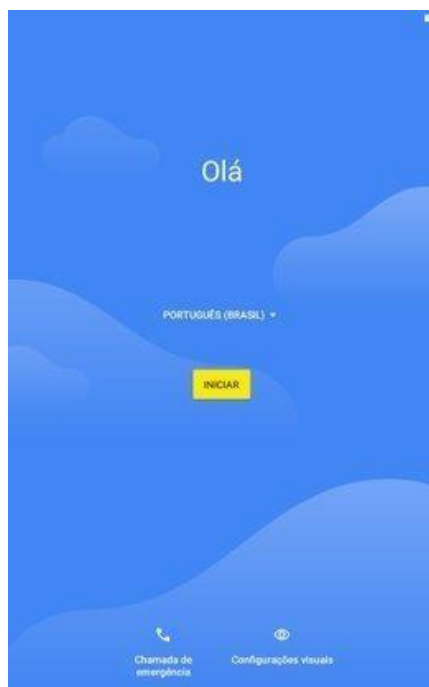 Olá
PORTUGUÊS (BRASIL)
INICIAR
Chamada de
emergência
Configurações visuais